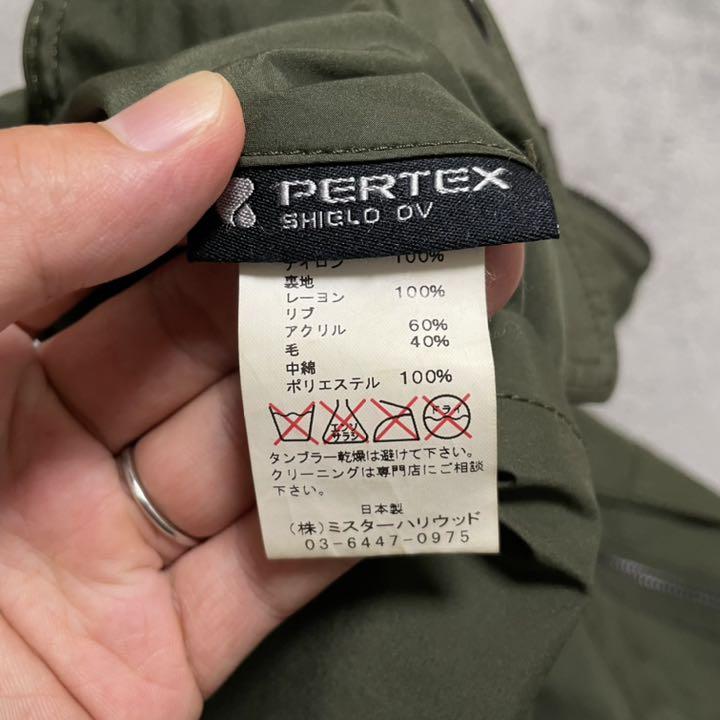 PERTEX
SHIELD DV
ナイロン 100%
裏地
レーヨン 100%
リブ
アクリル 60%
毛 40%
中綿
ポリエステル 100%
エンソ ドライ
サラシ
タンブラー乾燥は避けて下さい。
クリーニングは専門店にご相談
下さい。
日本製
(株)ミスターハリウッド
03-6447-0975